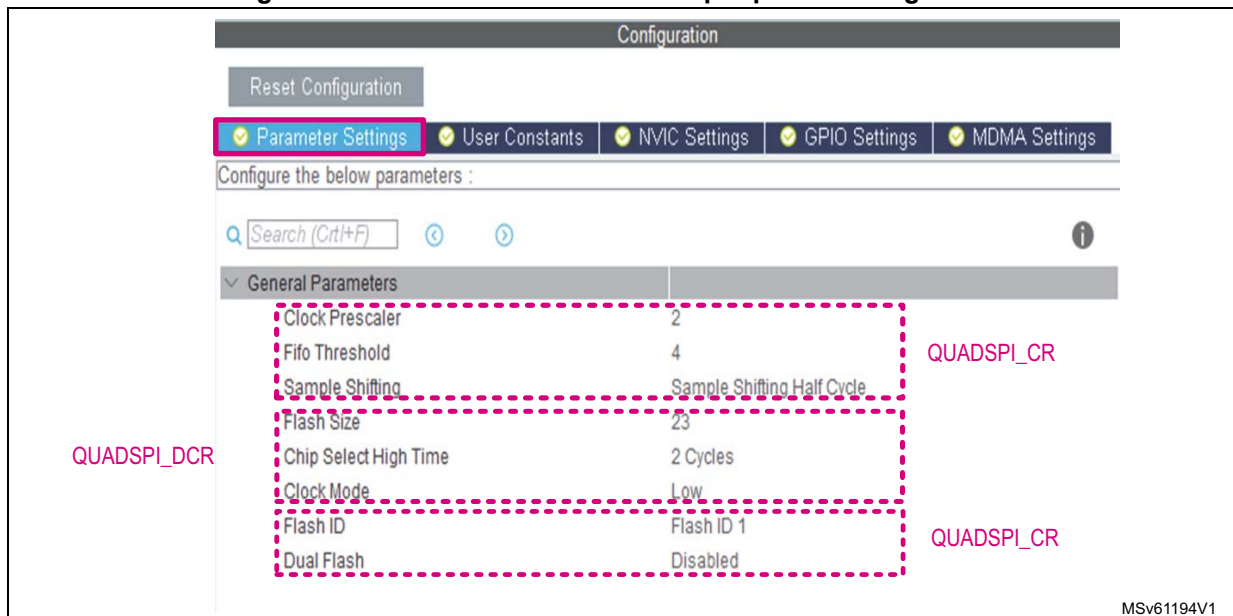 Configuration
Reset Configuration
Parameter Settings User Constants NVIC Settings GPIO Settings MDMA Settings
Configure the below parameters :
Search (Crtl+F)
General Parameters
Clock Prescaler 2
Fifo Threshold 4 QUADSPI_CR
Sample Shifting Sample Shifting Half Cycle
Flash Size 23
QUADSPI_DCR Chip Select High Time 2 Cycles
Clock Mode Low
Flash ID Flash ID 1
QUADSPI_CR
Dual Flash Disabled
MSv61194V1